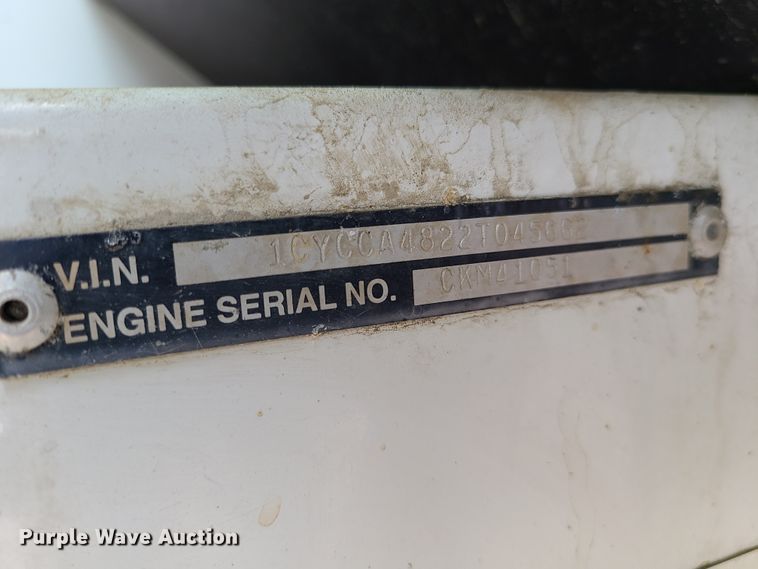 V.I.N. 1CYCCA4822T045662
ENGINE SERIAL NO. CKM41051
Purple Wave Auction